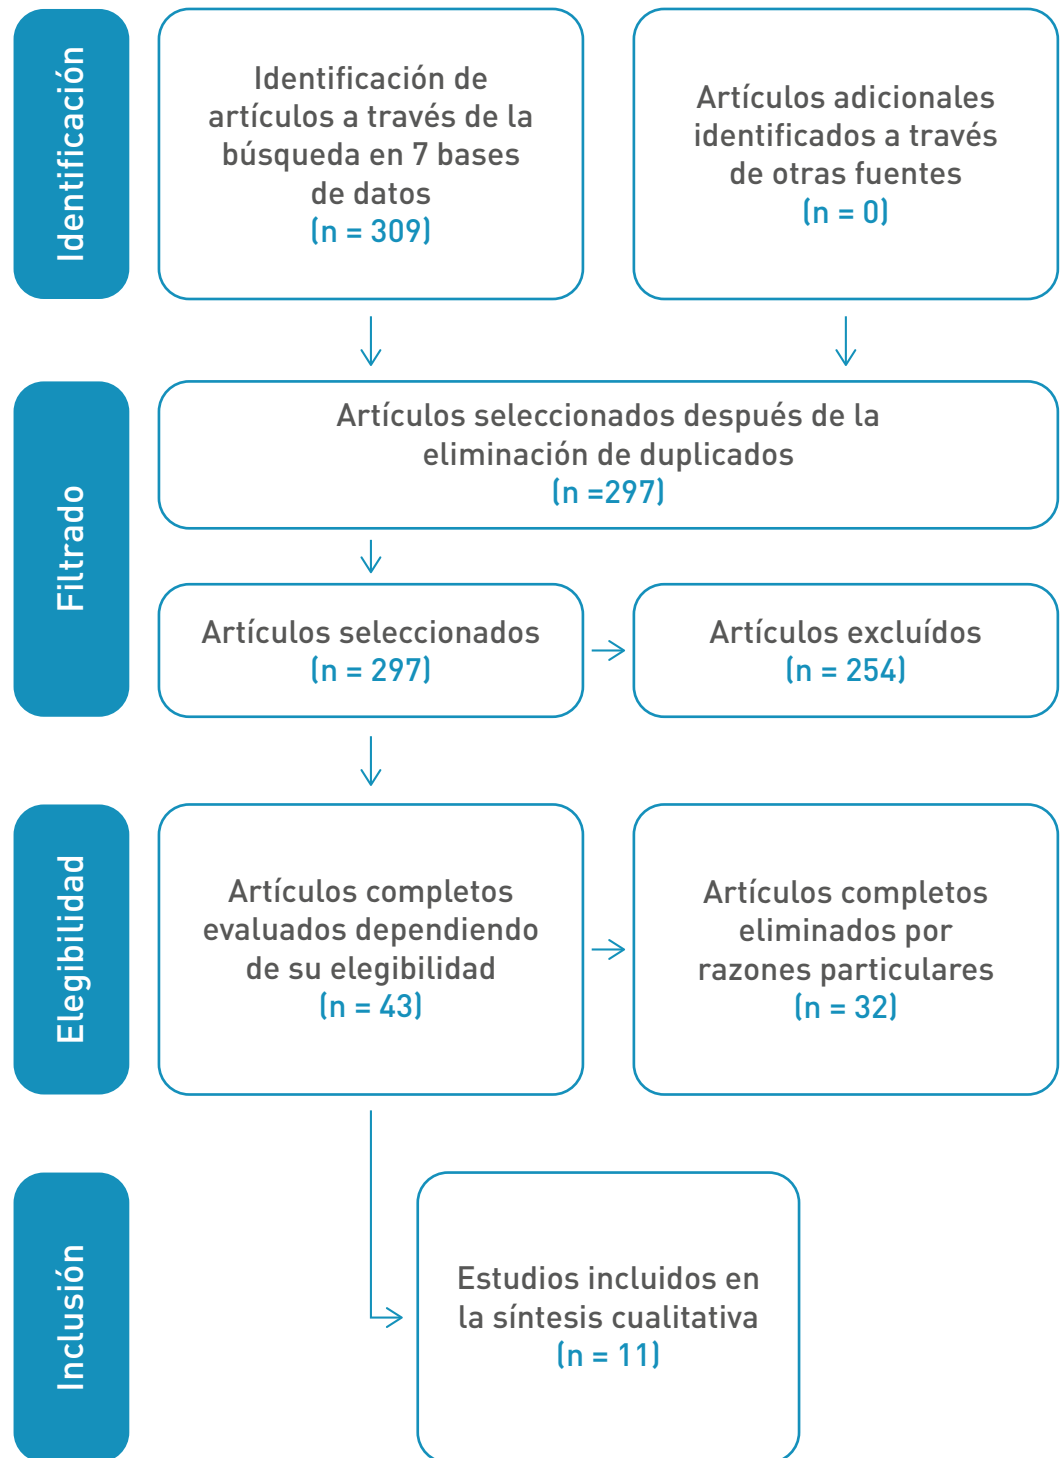 Identificación
Identificación de
artículos a través de la
búsqueda en 7 bases
de datos
(n = 309)
Artículos adicionales
identificados a través
de otras fuentes
(n = 0)
Filtrado
Artículos seleccionados después de la
eliminación de duplicados
(n =297)
Artículos seleccionados
(n = 297)
Artículos excluídos
(n = 254)
Elegibilidad
Artículos completos
evaluados dependiendo
de su elegibilidad
(n = 43)
Artículos completos
eliminados por
razones particulares
(n = 32)
Inclusión
Estudios incluidos en
la síntesis cualitativa
(n = 11)